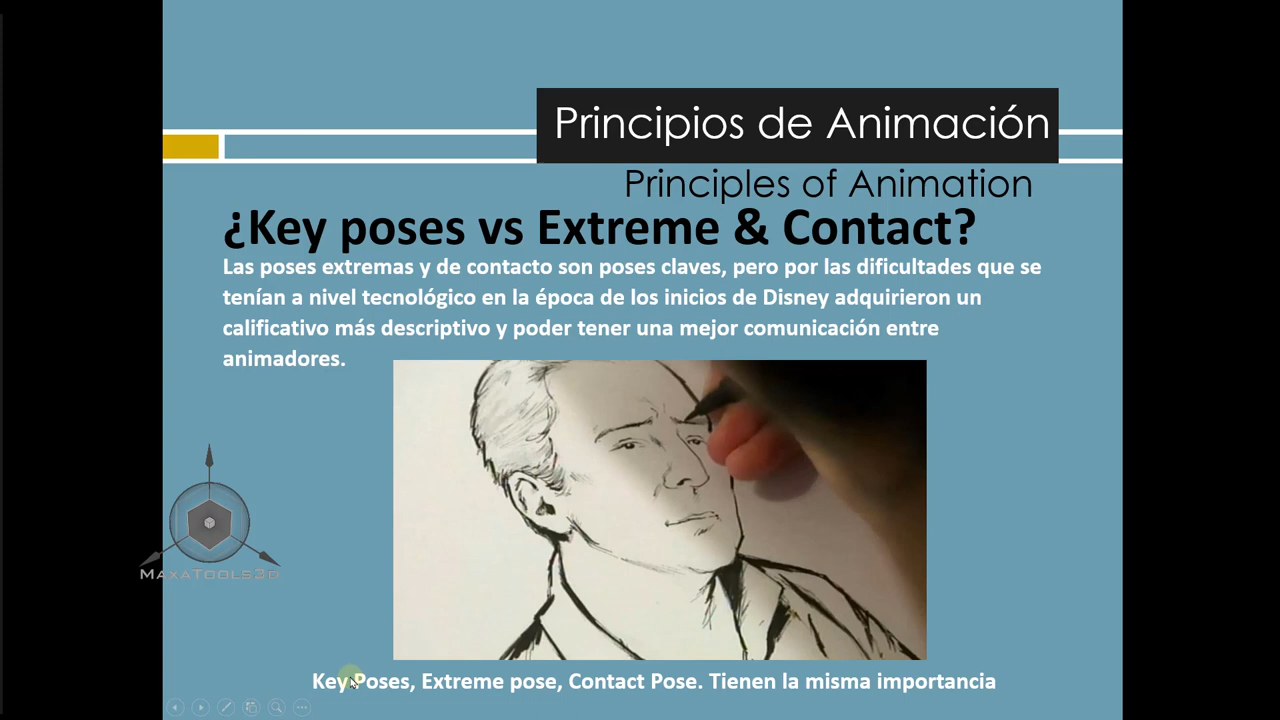 Principios de Animación
Principles of Animation
¿Key poses vs Extreme & Contact?
Las poses extremas y de contacto son poses claves, pero por las dificultades que se
tenían a nivel tecnológico en la época de los inicios de Disney adquirieron un
calificativo más descriptivo y poder tener una mejor comunicación entre
animadores.
MaxaTools3d
Key Poses, Extreme pose, Contact Pose. Tienen la misma importancia